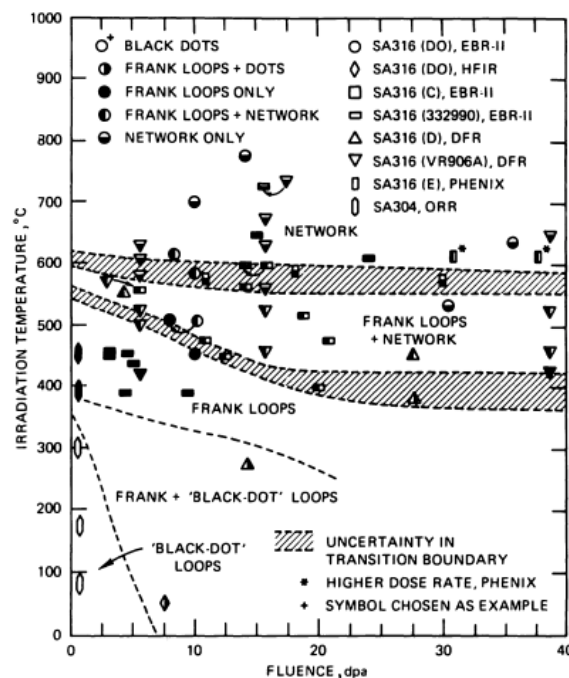 IRRADIATION TEMPERATURE, °C
1000
900
800
700
600
500
400
300
200
100
0
+
BLACK DOTS
FRANK LOOPS + DOTS
FRANK LOOPS ONLY
FRANK LOOPS + NETWORK
NETWORK ONLY
SA316 (DO), EBR-II
SA316 (DO), HFIR
SA316 (C), EBR-II
SA316 (332990), EBR-II
SA316 (D), DFR
SA316 (VR906A), DFR
SA316 (E), PHENIX
SA304, ORR
NETWORK
FRANK LOOPS
+ NETWORK
FRANK LOOPS
FRANK + 'BLACK-DOT' LOOPS
'BLACK-DOT'
LOOPS
UNCERTAINTY IN
TRANSITION BOUNDARY
* HIGHER DOSE RATE, PHENIX
+ SYMBOL CHOSEN AS EXAMPLE
0 10 20 30 40
FLUENCE, dpa